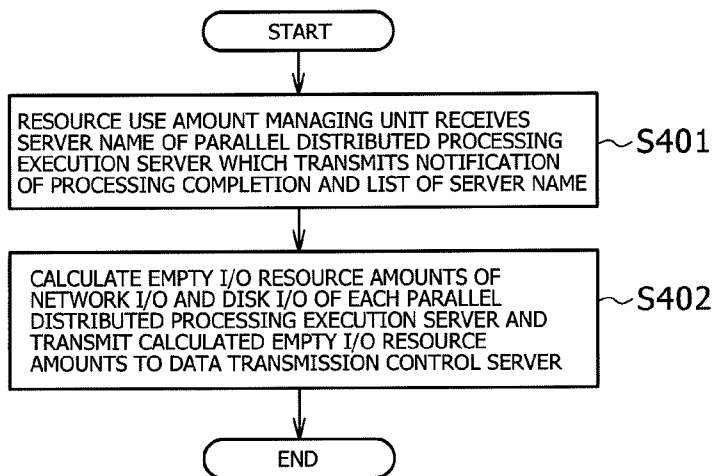 START
RESOURCE USE AMOUNT MANAGING UNIT RECEIVES
SERVER NAME OF PARALLEL DISTRIBUTED PROCESSING
EXECUTION SERVER WHICH TRANSMITS NOTIFICATION
OF PROCESSING COMPLETION AND LIST OF SERVER NAME
S401
CALCULATE EMPTY I/O RESOURCE AMOUNTS OF
NETWORK I/O AND DISK I/O OF EACH PARALLEL
DISTRIBUTED PROCESSING EXECUTION SERVER AND
TRANSMIT CALCULATED EMPTY I/O RESOURCE
AMOUNTS TO DATA TRANSMISSION CONTROL SERVER
S402
END